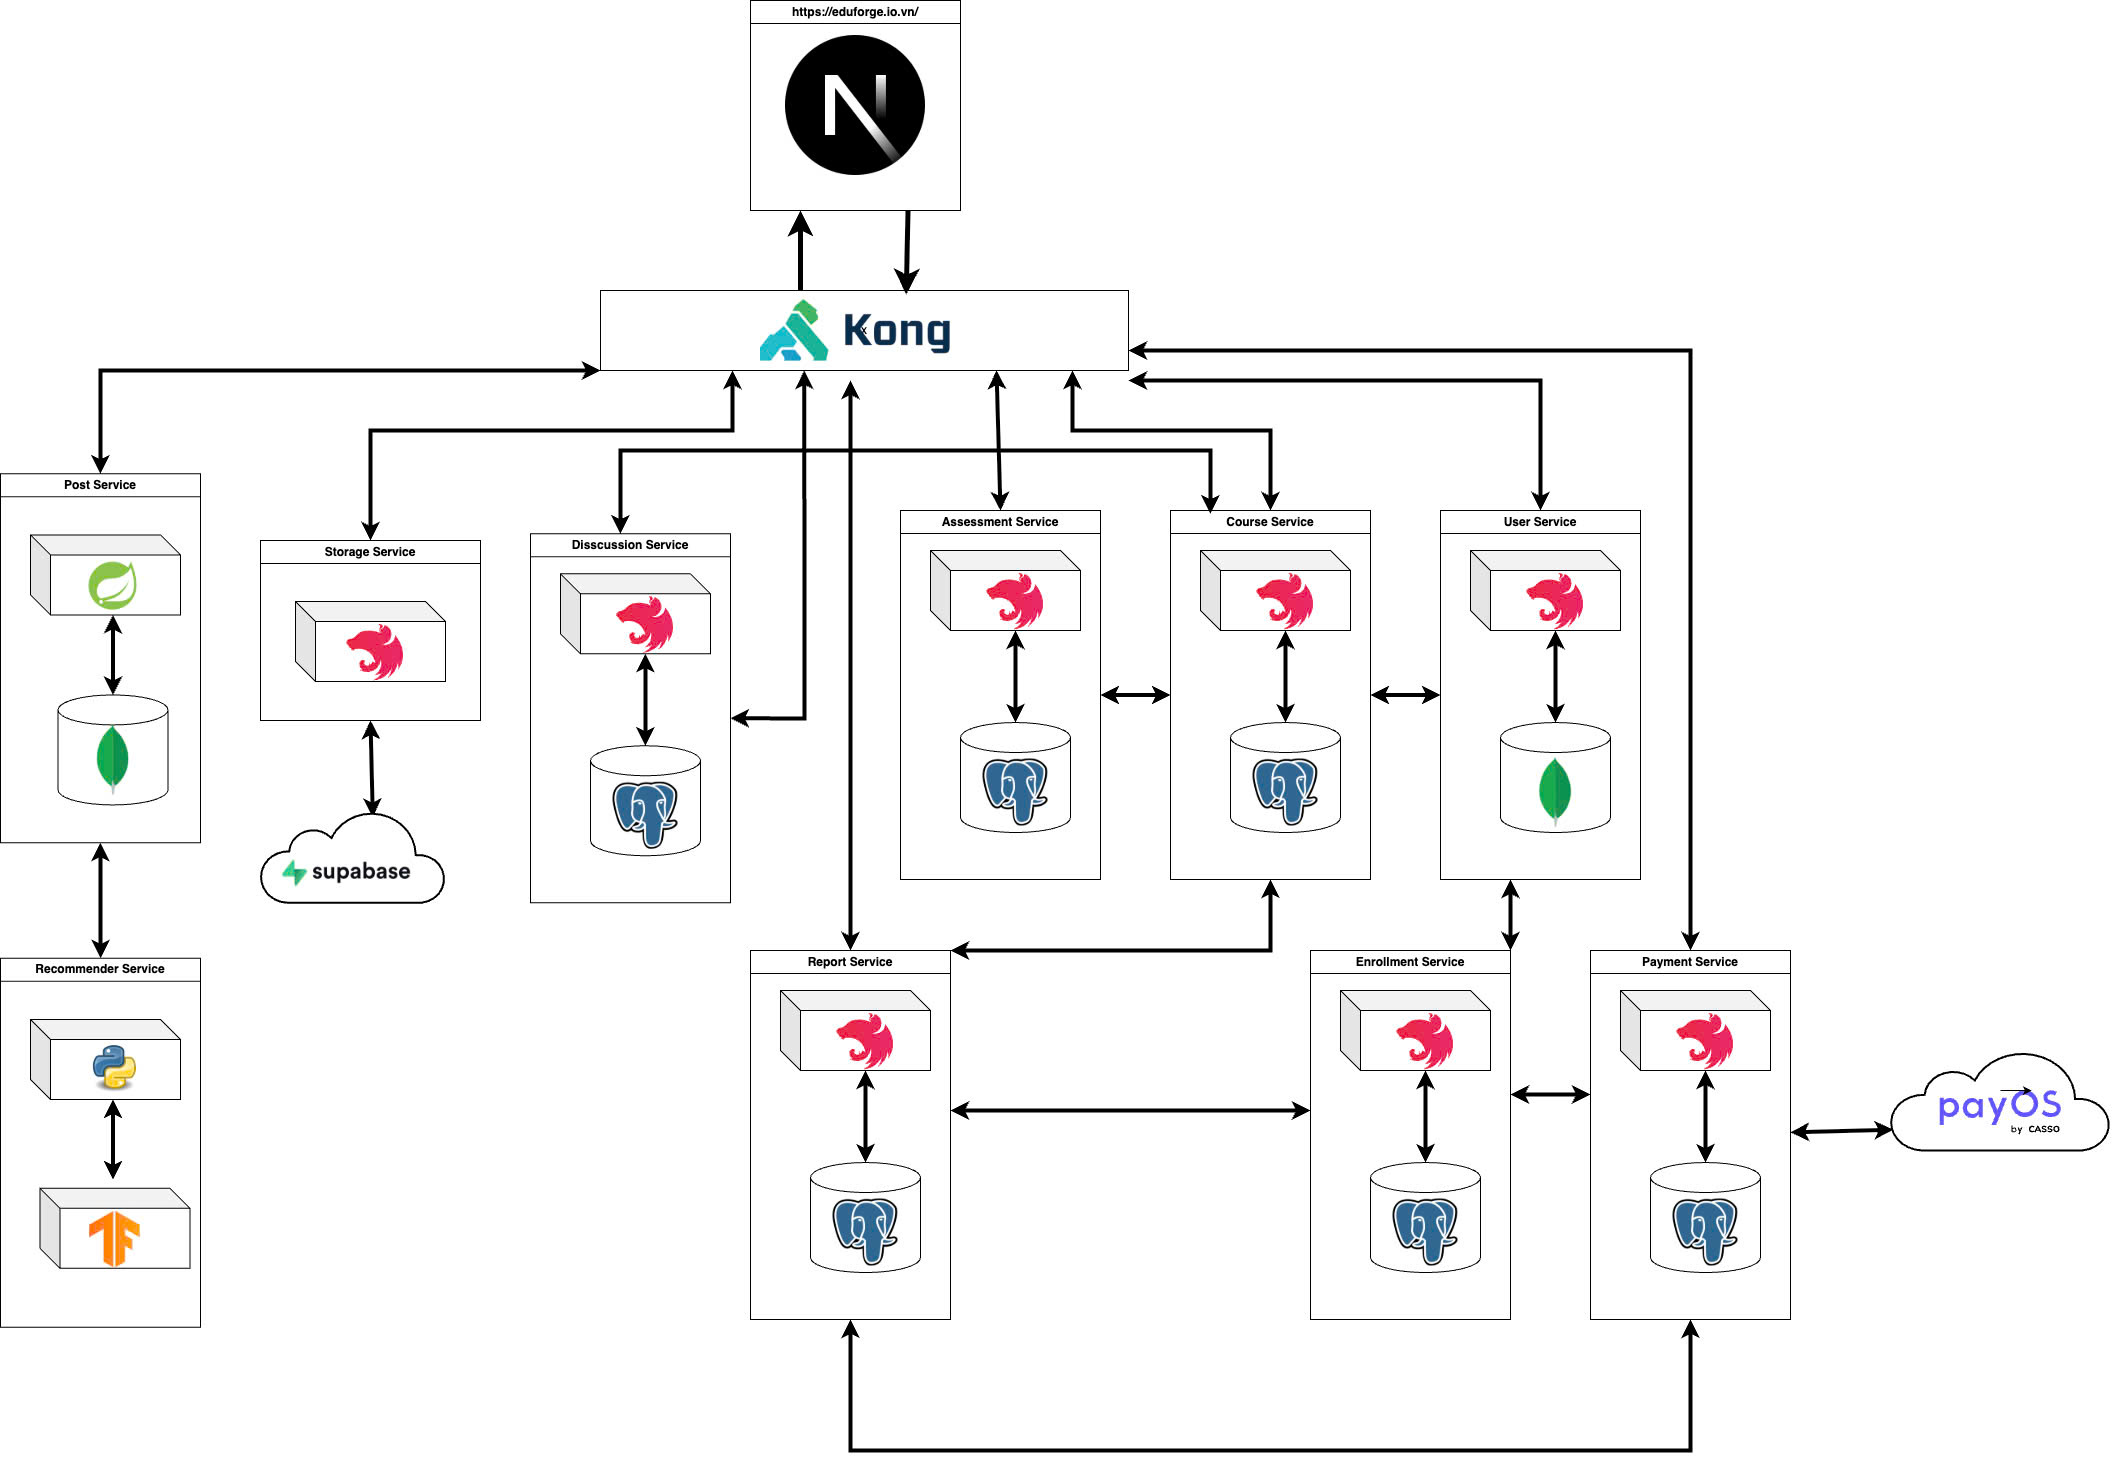 https://eduforge.io.vn/
Kong
x
Post Service
Storage Service
Disscussion Service
Assessment Service
Course Service
User Service
supabase
Recommender Service
Report Service
Enrollment Service
Payment Service
payOS
by CASSO